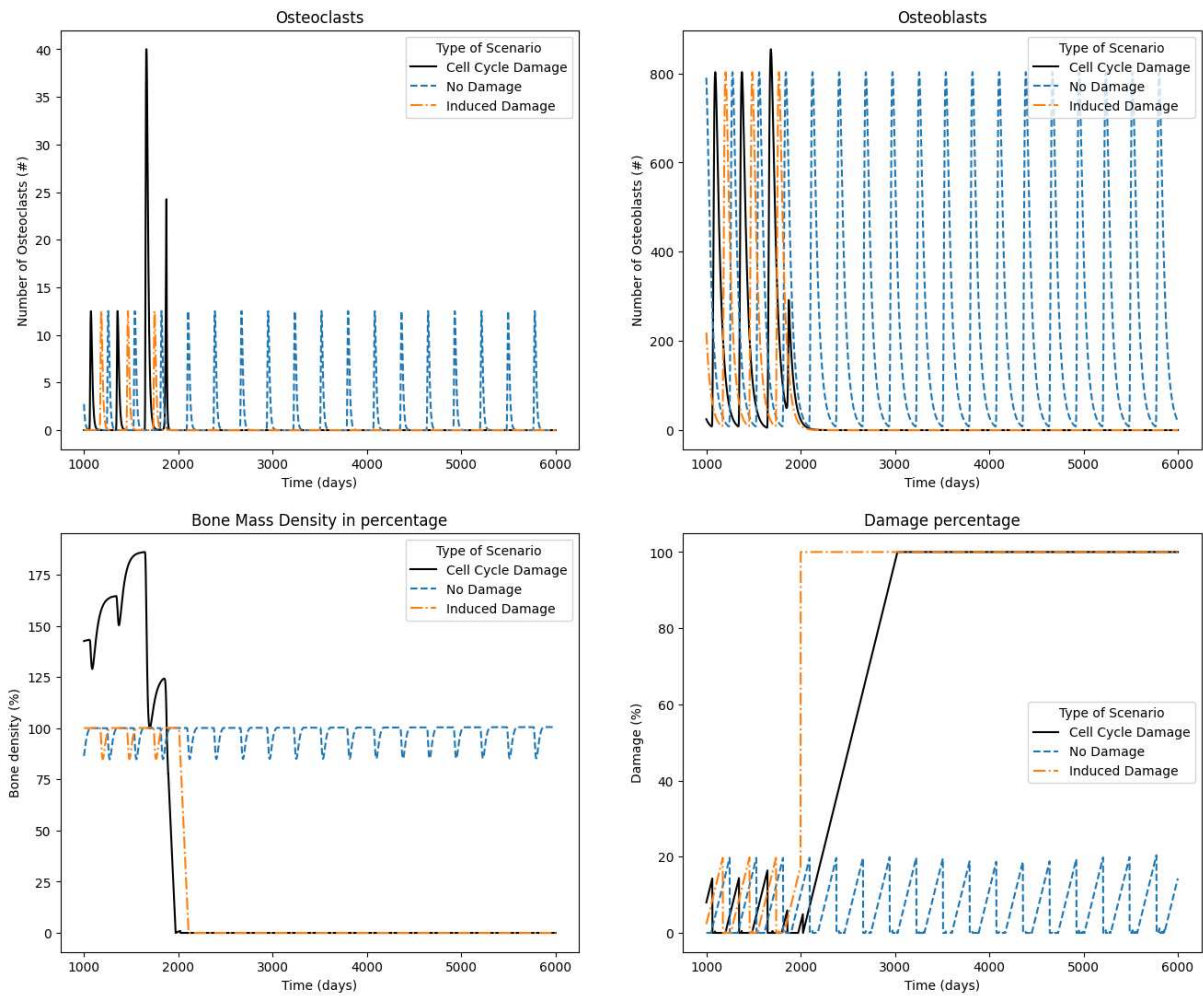 Osteoclasts
Number of Osteoclasts (#)
40
35
30
25
20
15
10
5
0
1000 2000 3000 4000 5000 6000
Time (days)
Type of Scenario
Cell Cycle Damage
No Damage
Induced Damage
Osteoblasts
Number of Osteoblasts (#)
800
600
400
200
0
1000 2000 3000 4000 5000 6000
Time (days)
Type of Scenario
Cell Cycle Damage
No Damage
Induced Damage
Bone Mass Density in percentage
Bone density (%)
175
150
125
100
75
50
25
0
1000 2000 3000 4000 5000 6000
Time (days)
Type of Scenario
Cell Cycle Damage
No Damage
Induced Damage
Damage percentage
Damage (%)
100
80
60
40
20
0
1000 2000 3000 4000 5000 6000
Time (days)
Type of Scenario
Cell Cycle Damage
No Damage
Induced Damage